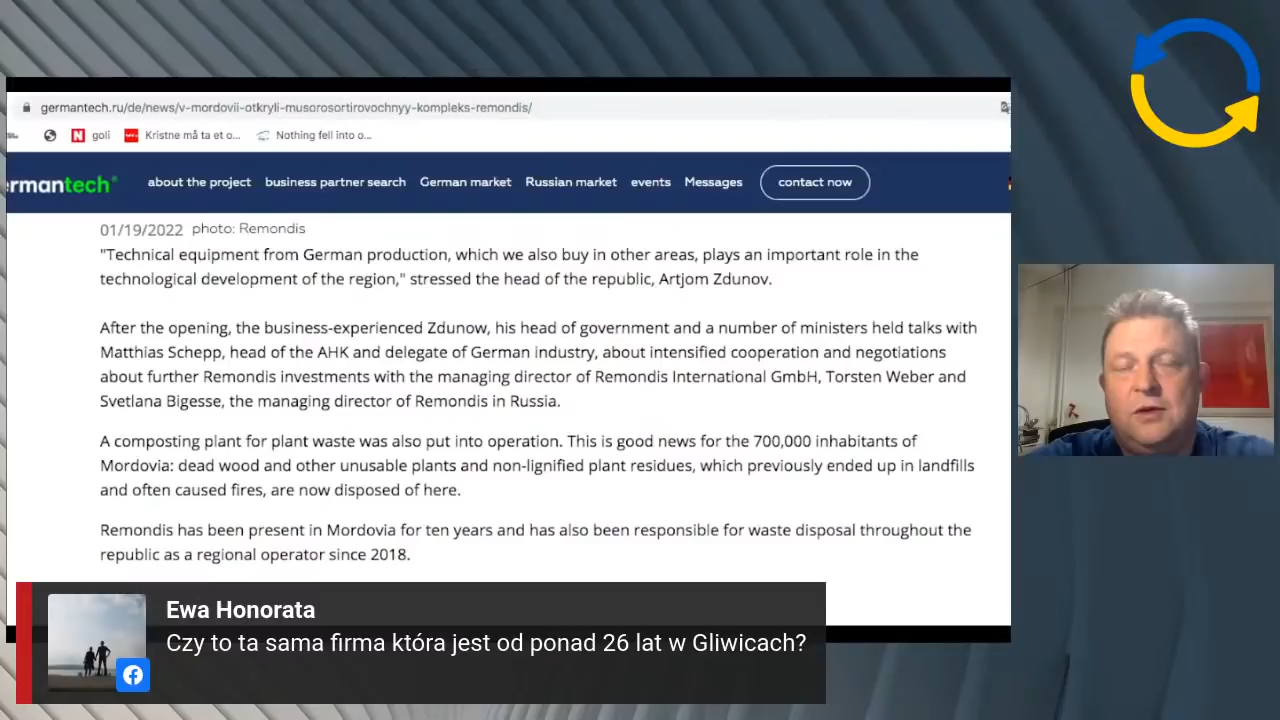 germantech.ru/de/news/v-mordovii-otkryli-musorosortirovochnyy-kompleks-remondis/
N goli Kristne må ta et o... Nothing fell into o...
rmantech® about the project business partner search German market Russian market events Messages contact now
01/19/2022 photo: Remondis
"Technical equipment from German production, which we also buy in other areas, plays an important role in the
technological development of the region," stressed the head of the republic, Artjom Zdunov.
After the opening, the business-experienced Zdunow, his head of government and a number of ministers held talks with
Matthias Schepp, head of the AHK and delegate of German industry, about intensified cooperation and negotiations
about further Remondis investments with the managing director of Remondis International GmbH, Torsten Weber and
Svetlana Bigesse, the managing director of Remondis in Russia.
A composting plant for plant waste was also put into operation. This is good news for the 700,000 inhabitants of
Mordovia: dead wood and other unusable plants and non-lignified plant residues, which previously ended up in landfills
and often caused fires, are now disposed of here.
Remondis has been present in Mordovia for ten years and has also been responsible for waste disposal throughout the
republic as a regional operator since 2018.
Ewa Honorata
Czy to ta sama firma która jest od ponad 26 lat w Gliwicach?